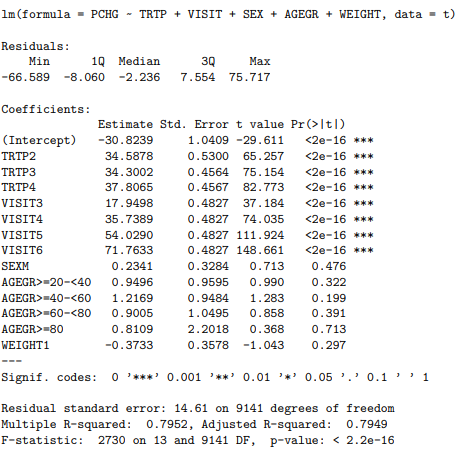 lm(formula = PCHG ~ TRTP + VISIT + SEX + AGEGR + WEIGHT, data = t)
Residuals:
Min 1Q Median 3Q Max
-66.589 -8.060 -2.236 7.554 75.717
Coefficients:
Estimate Std. Error t value Pr(>|t|)
(Intercept) -30.8239 1.0409 -29.611 <2e-16 ***
TRTP2 34.5878 0.5300 65.257 <2e-16 ***
TRTP3 34.3002 0.4564 75.154 <2e-16 ***
TRTP4 37.8065 0.4567 82.773 <2e-16 ***
VISIT3 17.9498 0.4827 37.184 <2e-16 ***
VISIT4 35.7389 0.4827 74.035 <2e-16 ***
VISIT5 54.0290 0.4827 111.924 <2e-16 ***
VISIT6 71.7633 0.4827 148.661 <2e-16 ***
SEXM 0.2341 0.3284 0.713 0.476
AGEGR>=20-<40 0.9496 0.9595 0.990 0.322
AGEGR>=40-<60 1.2169 0.9484 1.283 0.199
AGEGR>=60-<80 0.9005 1.0495 0.858 0.391
AGEGR>=80 0.8109 2.2018 0.368 0.713
WEIGHT1 -0.3733 0.3578 -1.043 0.297
---
Signif. codes: 0 '***' 0.001 '**' 0.01 '*' 0.05 '.' 0.1 ' ' 1
Residual standard error: 14.61 on 9141 degrees of freedom
Multiple R-squared: 0.7952, Adjusted R-squared: 0.7949
F-statistic: 2730 on 13 and 9141 DF, p-value: < 2.2e-16